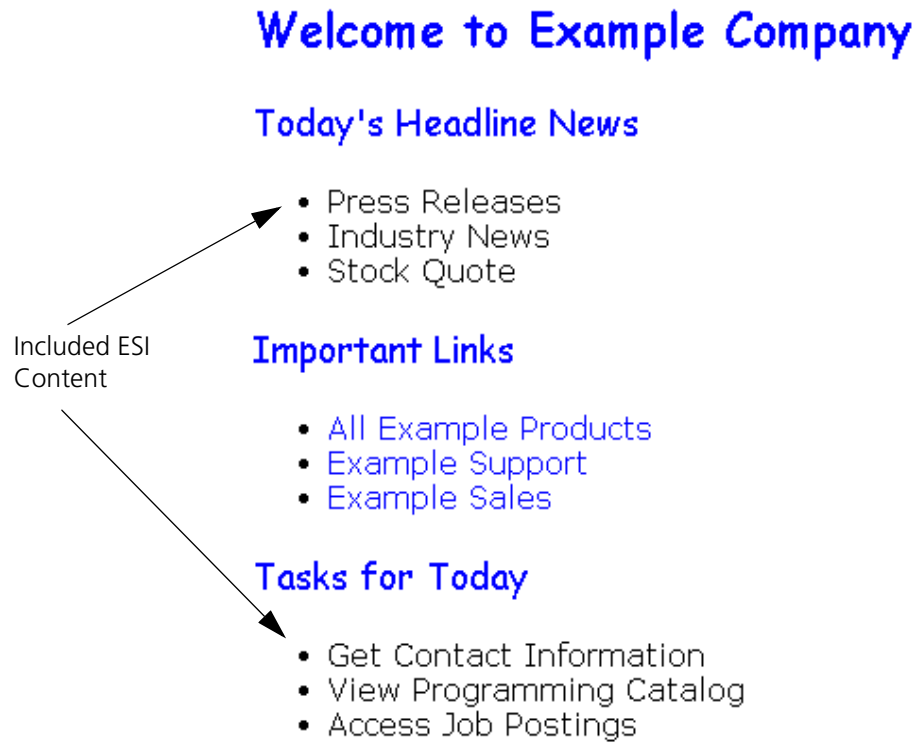 Welcome to Example Company
Today's Headline News
• Press Releases
• Industry News
• Stock Quote
Included ESI
Content
Important Links
• All Example Products
• Example Support
• Example Sales
Tasks for Today
• Get Contact Information
• View Programming Catalog
• Access Job Postings